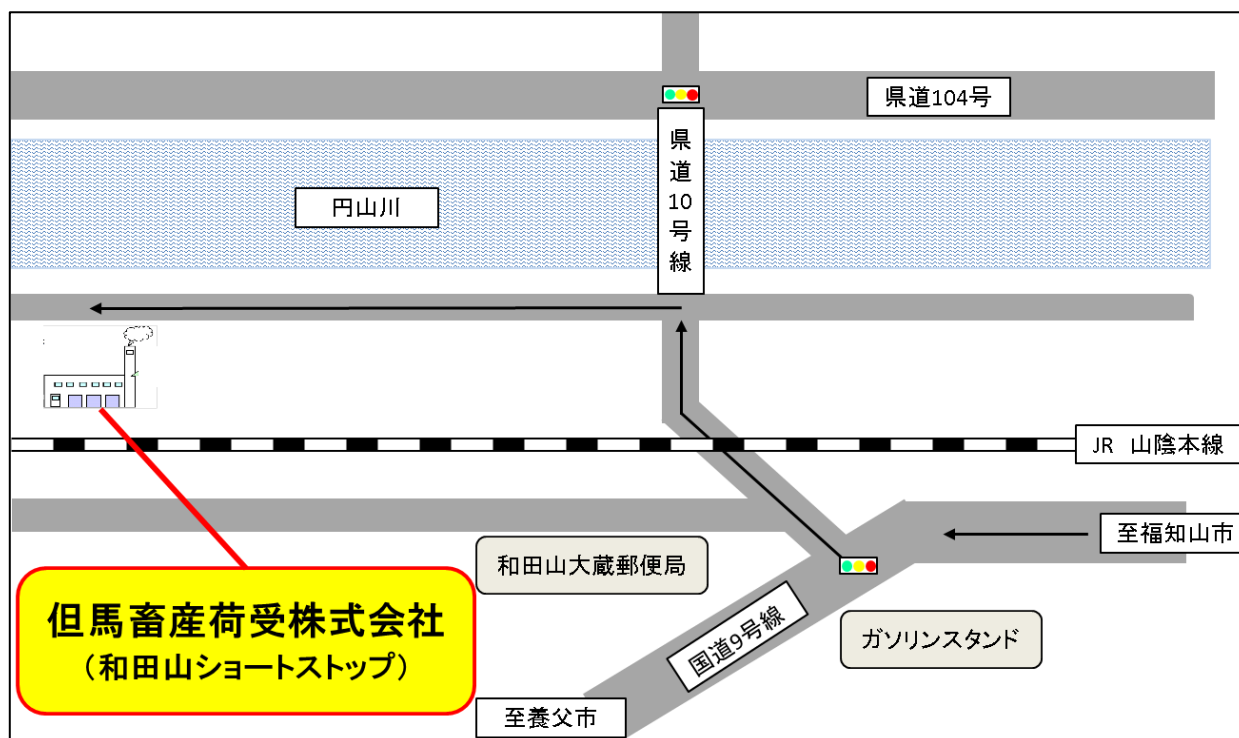 県道104号
県道10号線
円山川
JR 山陰本線
至福知山市
和田山大蔵郵便局
但馬畜産荷受株式会社
（和田山ショートストップ）
ガソリンスタンド
国道9号線
至養父市